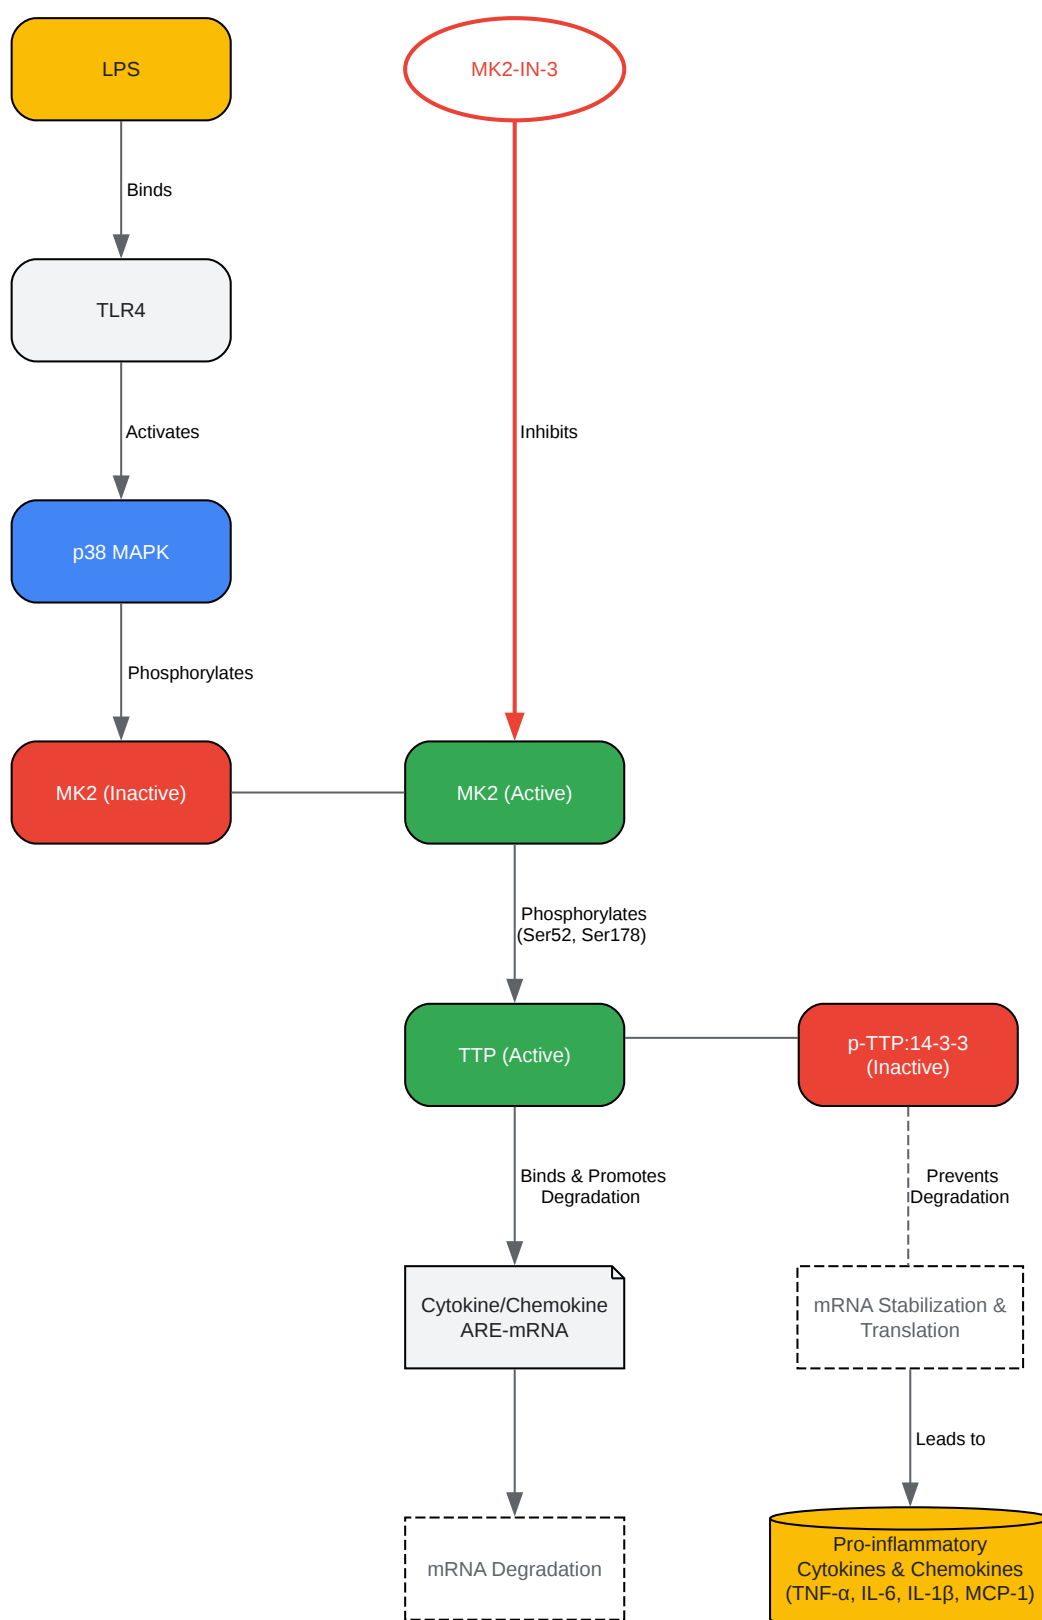 LPS
MK2-IN-3
Binds
TLR4
Activates
Inhibits
p38 MAPK
Phosphorylates
MK2 (Inactive)
MK2 (Active)
Phosphorylates
(Ser52, Ser178)
TTP (Active)
p-TTP:14-3-3
(Inactive)
Binds & Promotes
Degradation
Prevents
Degradation
Cytokine/Chemokine
ARE-mRNA
mRNA Stabilization &
Translation
Leads to
mRNA Degradation
Pro-inflammatory
Cytokines & Chemokines
(TNF-α, IL-6, IL-1β, MCP-1)